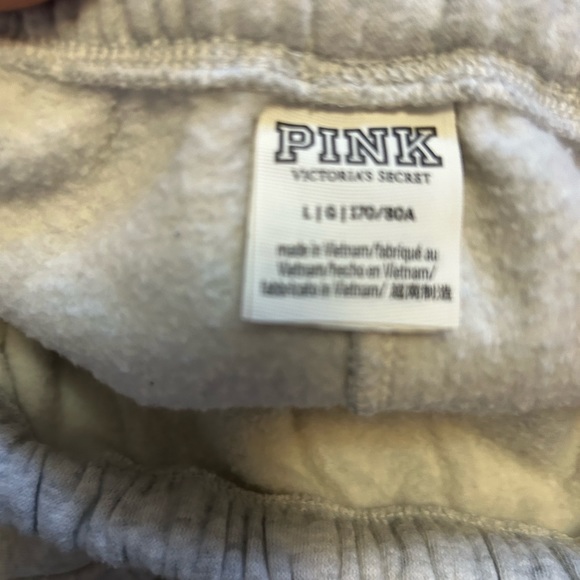 PINK
VICTORIA'S SECRET
L | G | 170/80A
made in Vietnam/fabriqué au
Vietnam/hecho en Vietnam/
fabbricato in Vietnam/ 越南制造